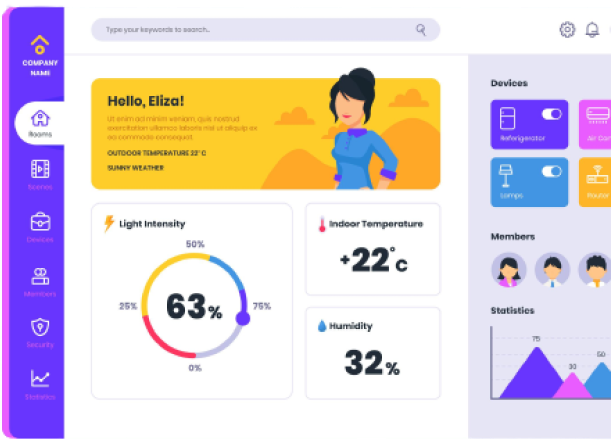 Type your keywords to search..
COMPANY
NAME
Rooms
Scenes
Devices
Members
Security
Statistics
Hello, Eliza!
Ut enim ad minim veniam, quis nostrud
exercitation ullamco laboris nisi ut aliquip ex
ea commodo consequat.
OUTDOOR TEMPERATURE 22° C
SUNNY WEATHER
Light Intensity
50%
25%
63%
75%
0%
Indoor Temperature
+22°C
Humidity
32%
Devices
Refrigerator
Air Con
Lamps
Router
Members
Statistics
75
30
50